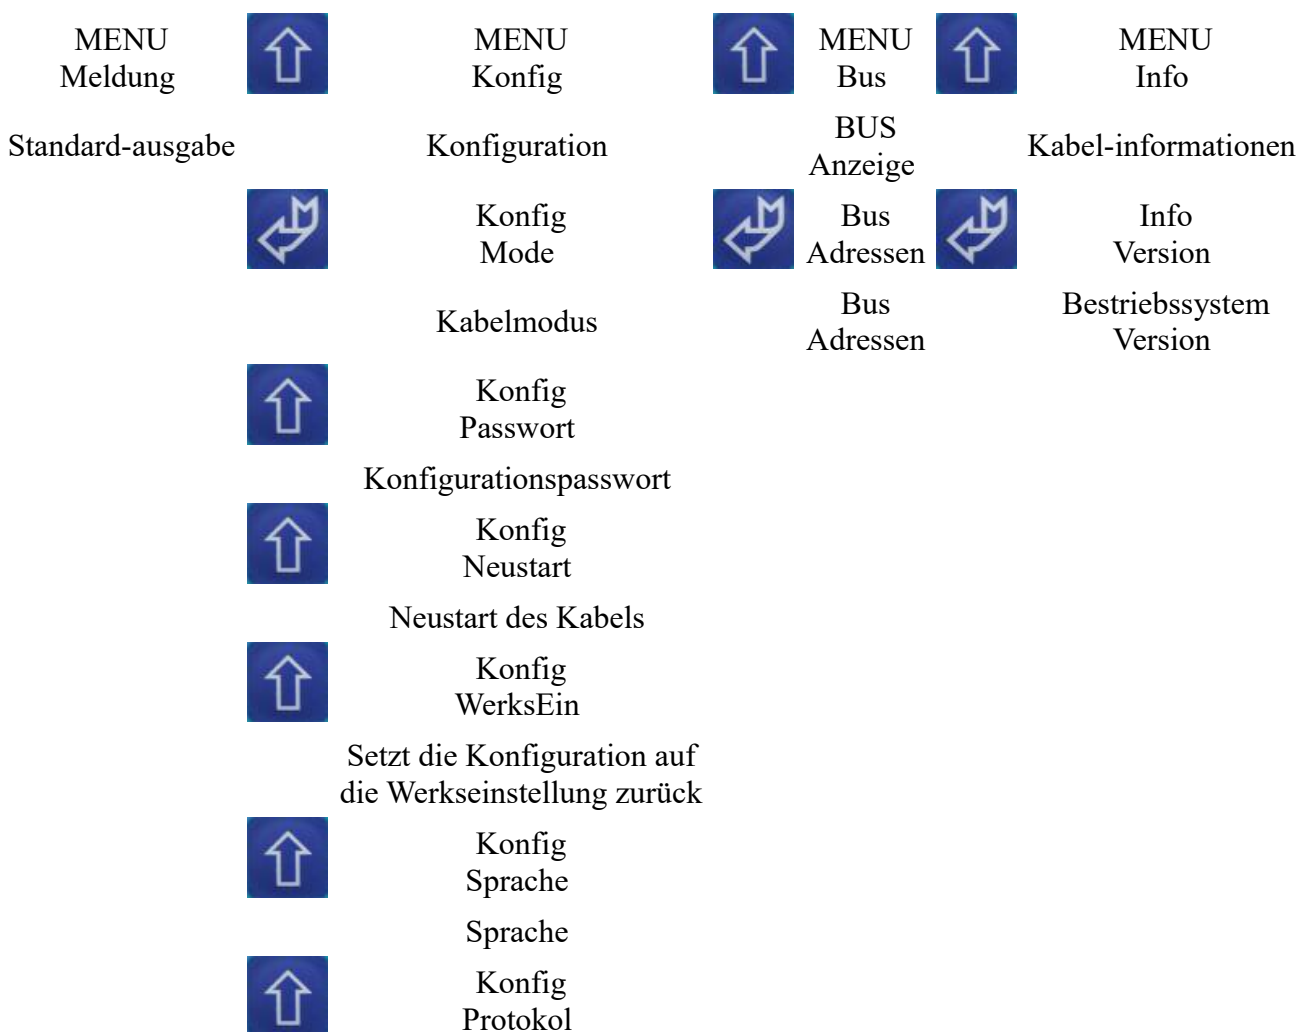 MENU
Meldung
MENU
Konfig
MENU
Bus
MENU
Info
Standard-ausgabe
Konfiguration
BUS
Anzeige
Kabel-informationen
Konfig
Mode
Bus
Adressen
Info
Version
Kabelmodus
Bus
Adressen
Bestriebssystem
Version
Konfig
Passwort
Konfigurationspasswort
Konfig
Neustart
Neustart des Kabels
Konfig
WerksEin
Setzt die Konfiguration auf
die Werkseinstellung zurück
Konfig
Sprache
Sprache
Konfig
Protokol